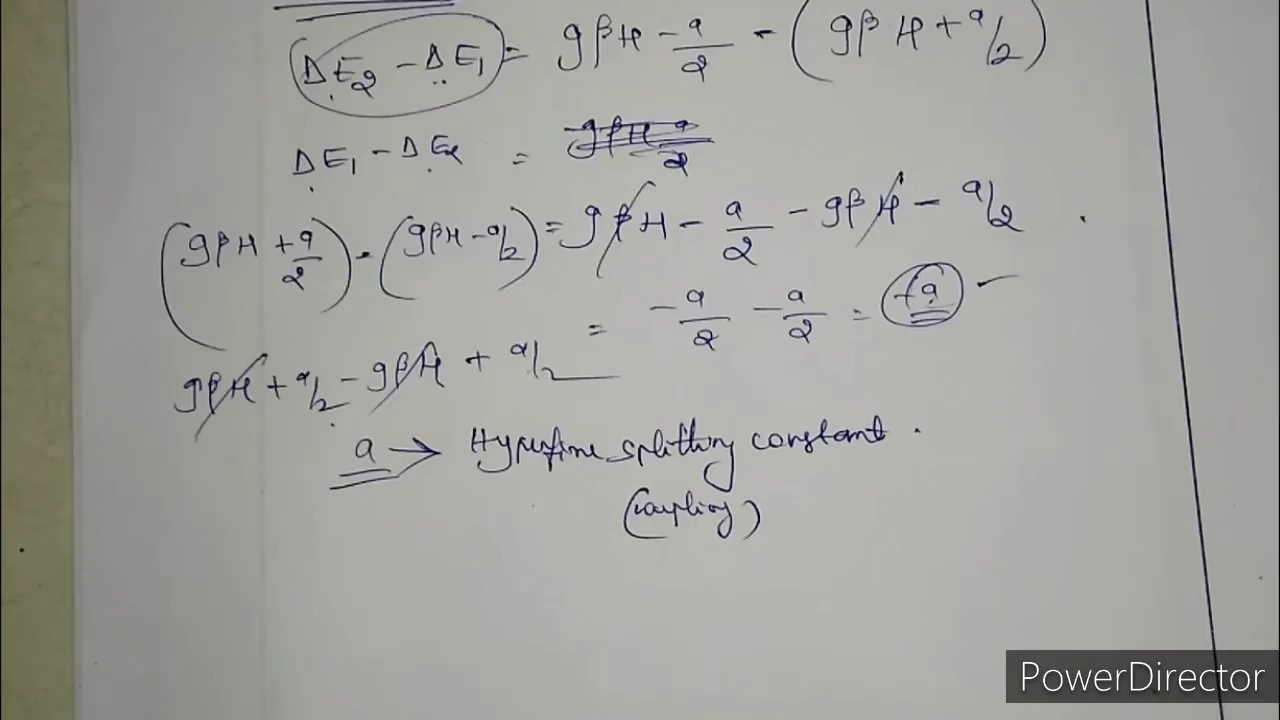 ΔE₂ - ΔE₁ = gβH - a/2 - (gβH + a/2)
ΔE₁ - ΔE₂ =
(gβH + a/2) - (gβH - a/2) = gβH - a/2 - gβH - a/2
= -a/2 - a/2 = -a
gβH + a/2 - gβH + a/2
a → Hyperfine splitting constant.
(coupling)
PowerDirector